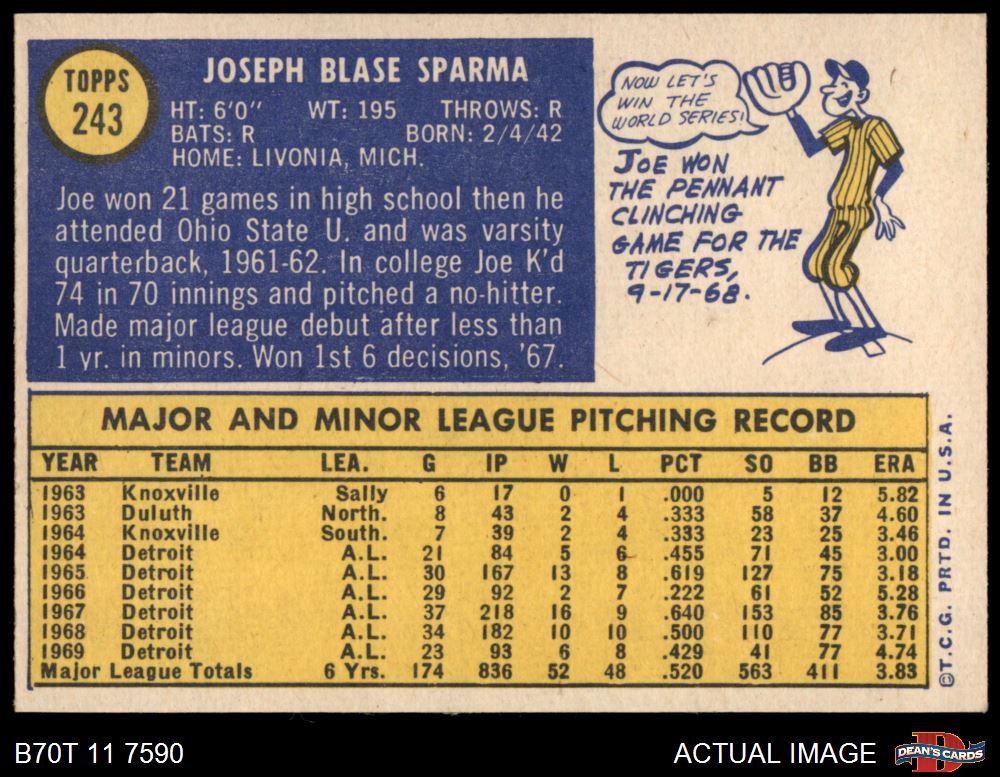 TOPPS
243
JOSEPH BLASE SPARMA
HT: 6'0" WT: 195 THROWS: R
BATS: R BORN: 2/4/42
HOME: LIVONIA, MICH.
Joe won 21 games in high school then he
attended Ohio State U. and was varsity
quarterback, 1961-62. In college Joe K'd
74 in 70 innings and pitched a no-hitter.
Made major league debut after less than
1 yr. in minors. Won 1st 6 decisions, '67.
NOW LET'S
WIN THE
WORLD SERIES!
JOE WON
THE PENNANT
CLINCHING
GAME FOR THE
TIGERS,
9-17-68.
MAJOR AND MINOR LEAGUE PITCHING RECORD
YEAR TEAM LEA. G IP W L PCT SO BB ERA
1963 Knoxville Sally 6 17 0 1 .000 5 12 5.82
1963 Duluth North. 8 43 2 4 .333 58 37 4.60
1964 Knoxville South. 7 39 2 4 .333 23 25 3.46
1964 Detroit A.L. 21 84 5 6 .455 71 45 3.00
1965 Detroit A.L. 30 167 13 8 .619 127 75 3.18
1966 Detroit A.L. 29 92 2 7 .222 61 52 5.28
1967 Detroit A.L. 37 218 16 9 .640 153 85 3.76
1968 Detroit A.L. 34 182 10 10 .500 110 77 3.71
1969 Detroit A.L. 23 93 6 8 .429 41 77 4.74
Major League Totals 6 Yrs. 174 836 52 48 .520 563 411 3.83
©T.C.G. PRTD. IN U.S.A.
B70T 11 7590
ACTUAL IMAGE
D
DEAN'S CARDS